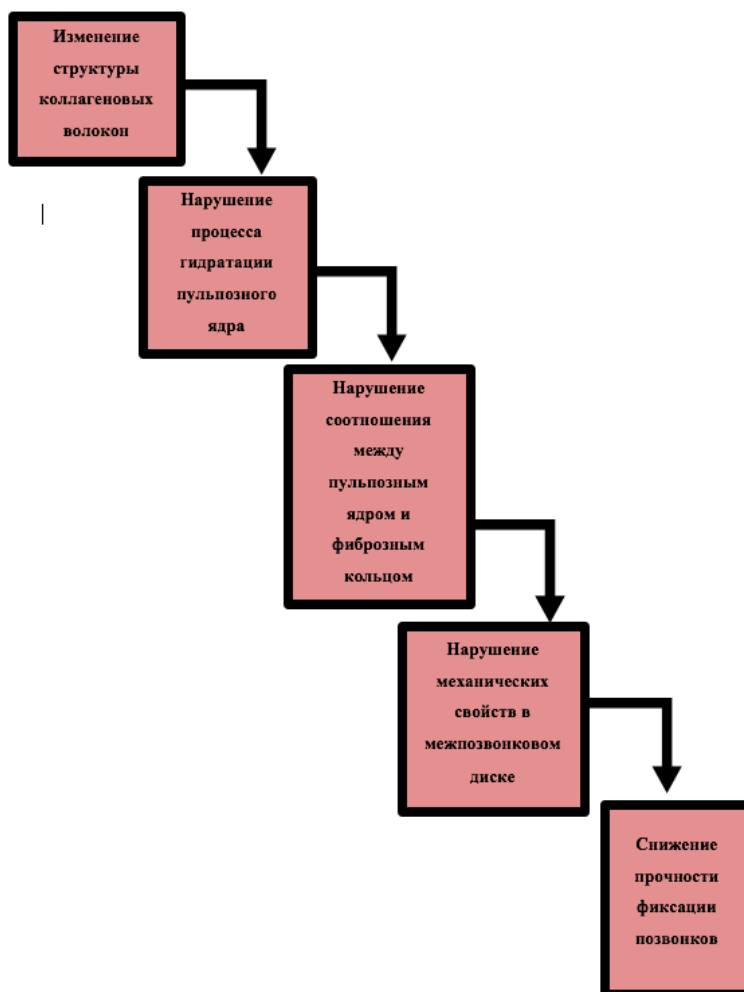 Изменение
структуры
коллагеновых
волокон
Нарушение
процесса
гидратации
пульпозного
ядра
Нарушение
соотношения
между
пульпозным
ядром и
фиброзным
кольцом
Нарушение
механических
свойств в
межпозвонковом
диске
Снижение
прочности
фиксации
позвонков